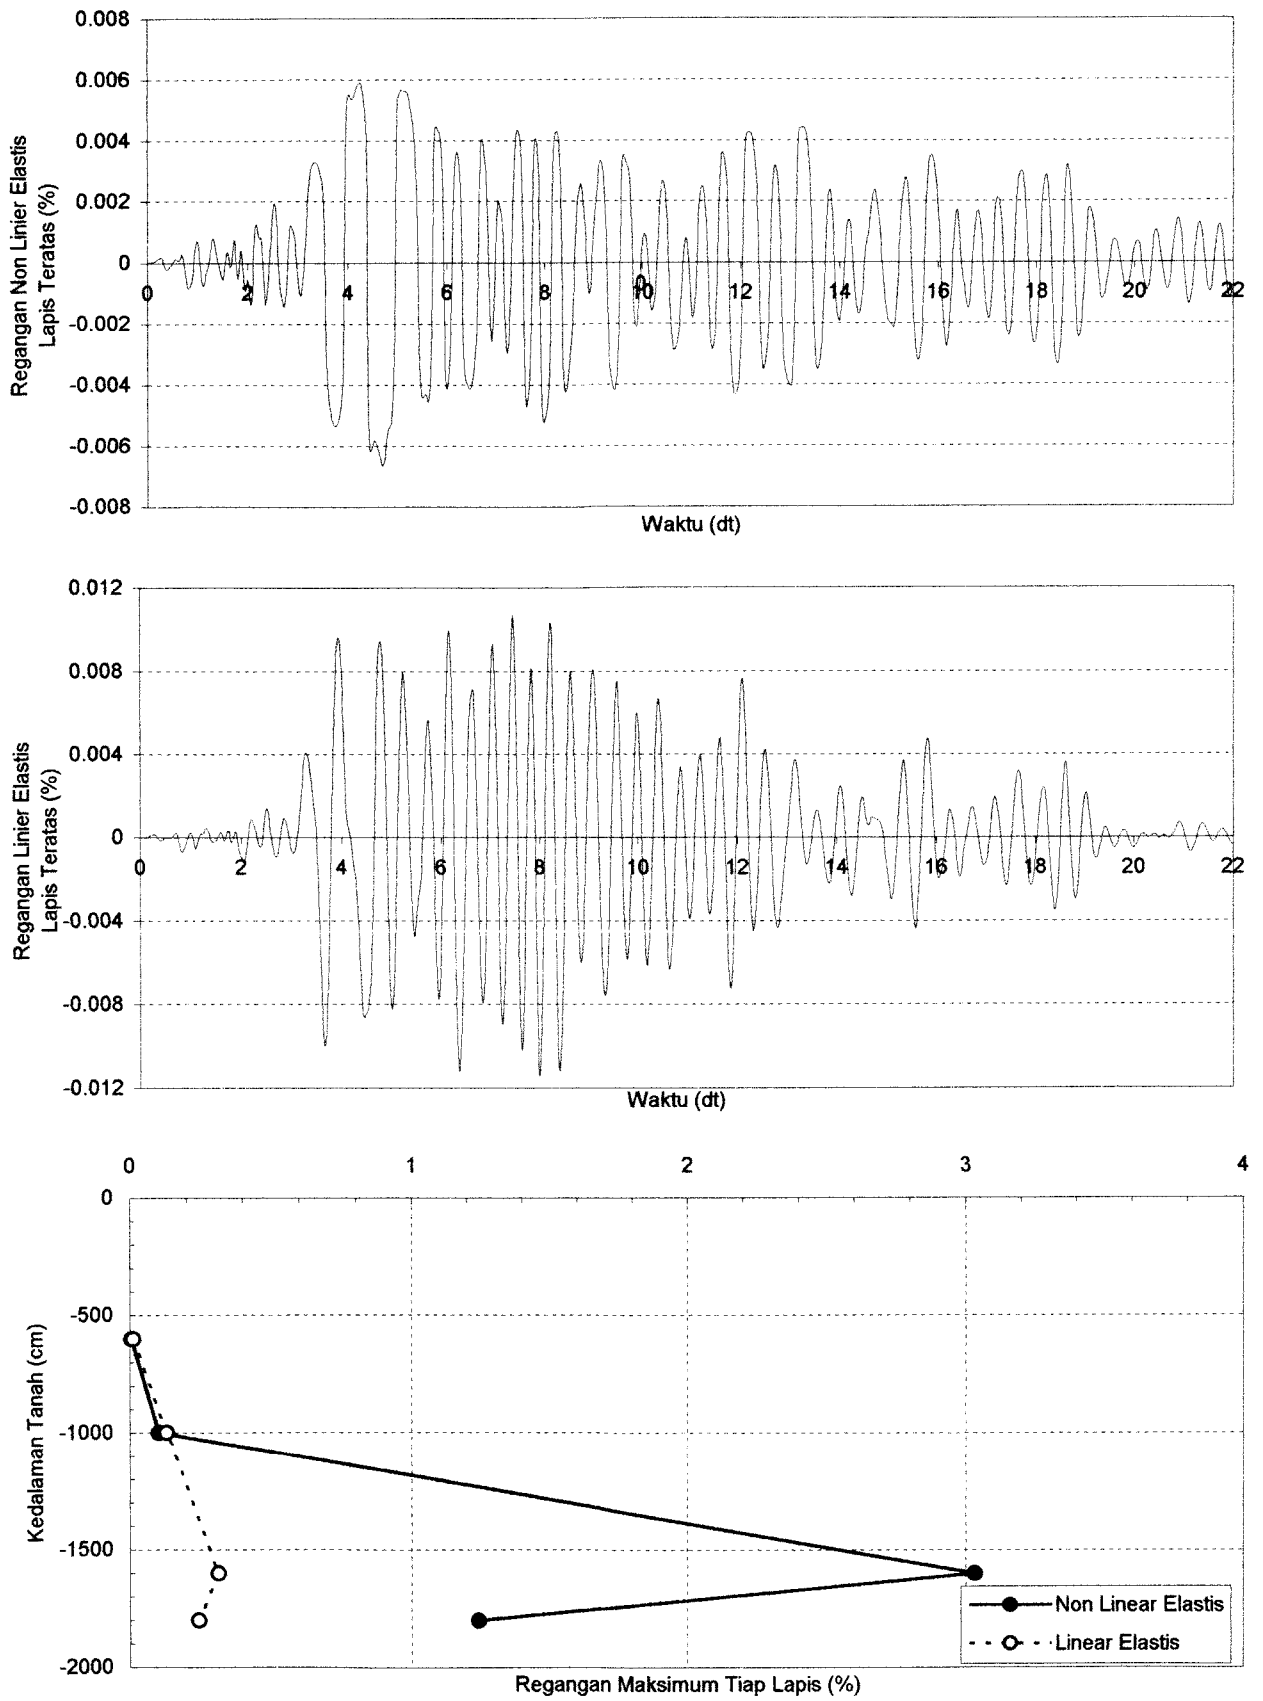 0.008
0.006
0.004
0.002
0
-0.002
-0.004
-0.006
-0.008
Regangan Non Linier Elastis
Lapis Teratas (%)
0 2 4 6 8 10 12 14 16 18 20 22
Waktu (dt)
0.012
0.008
0.004
0
-0.004
-0.008
-0.012
Regangan Linier Elastis
Lapis Teratas (%)
0 2 4 6 8 10 12 14 16 18 20 22
Waktu (dt)
0 1 2 3 4
0
-500
-1000
-1500
-2000
Kedalaman Tanah (cm)
Non Linear Elastis
Linear Elastis
Regangan Maksimum Tiap Lapis (%)